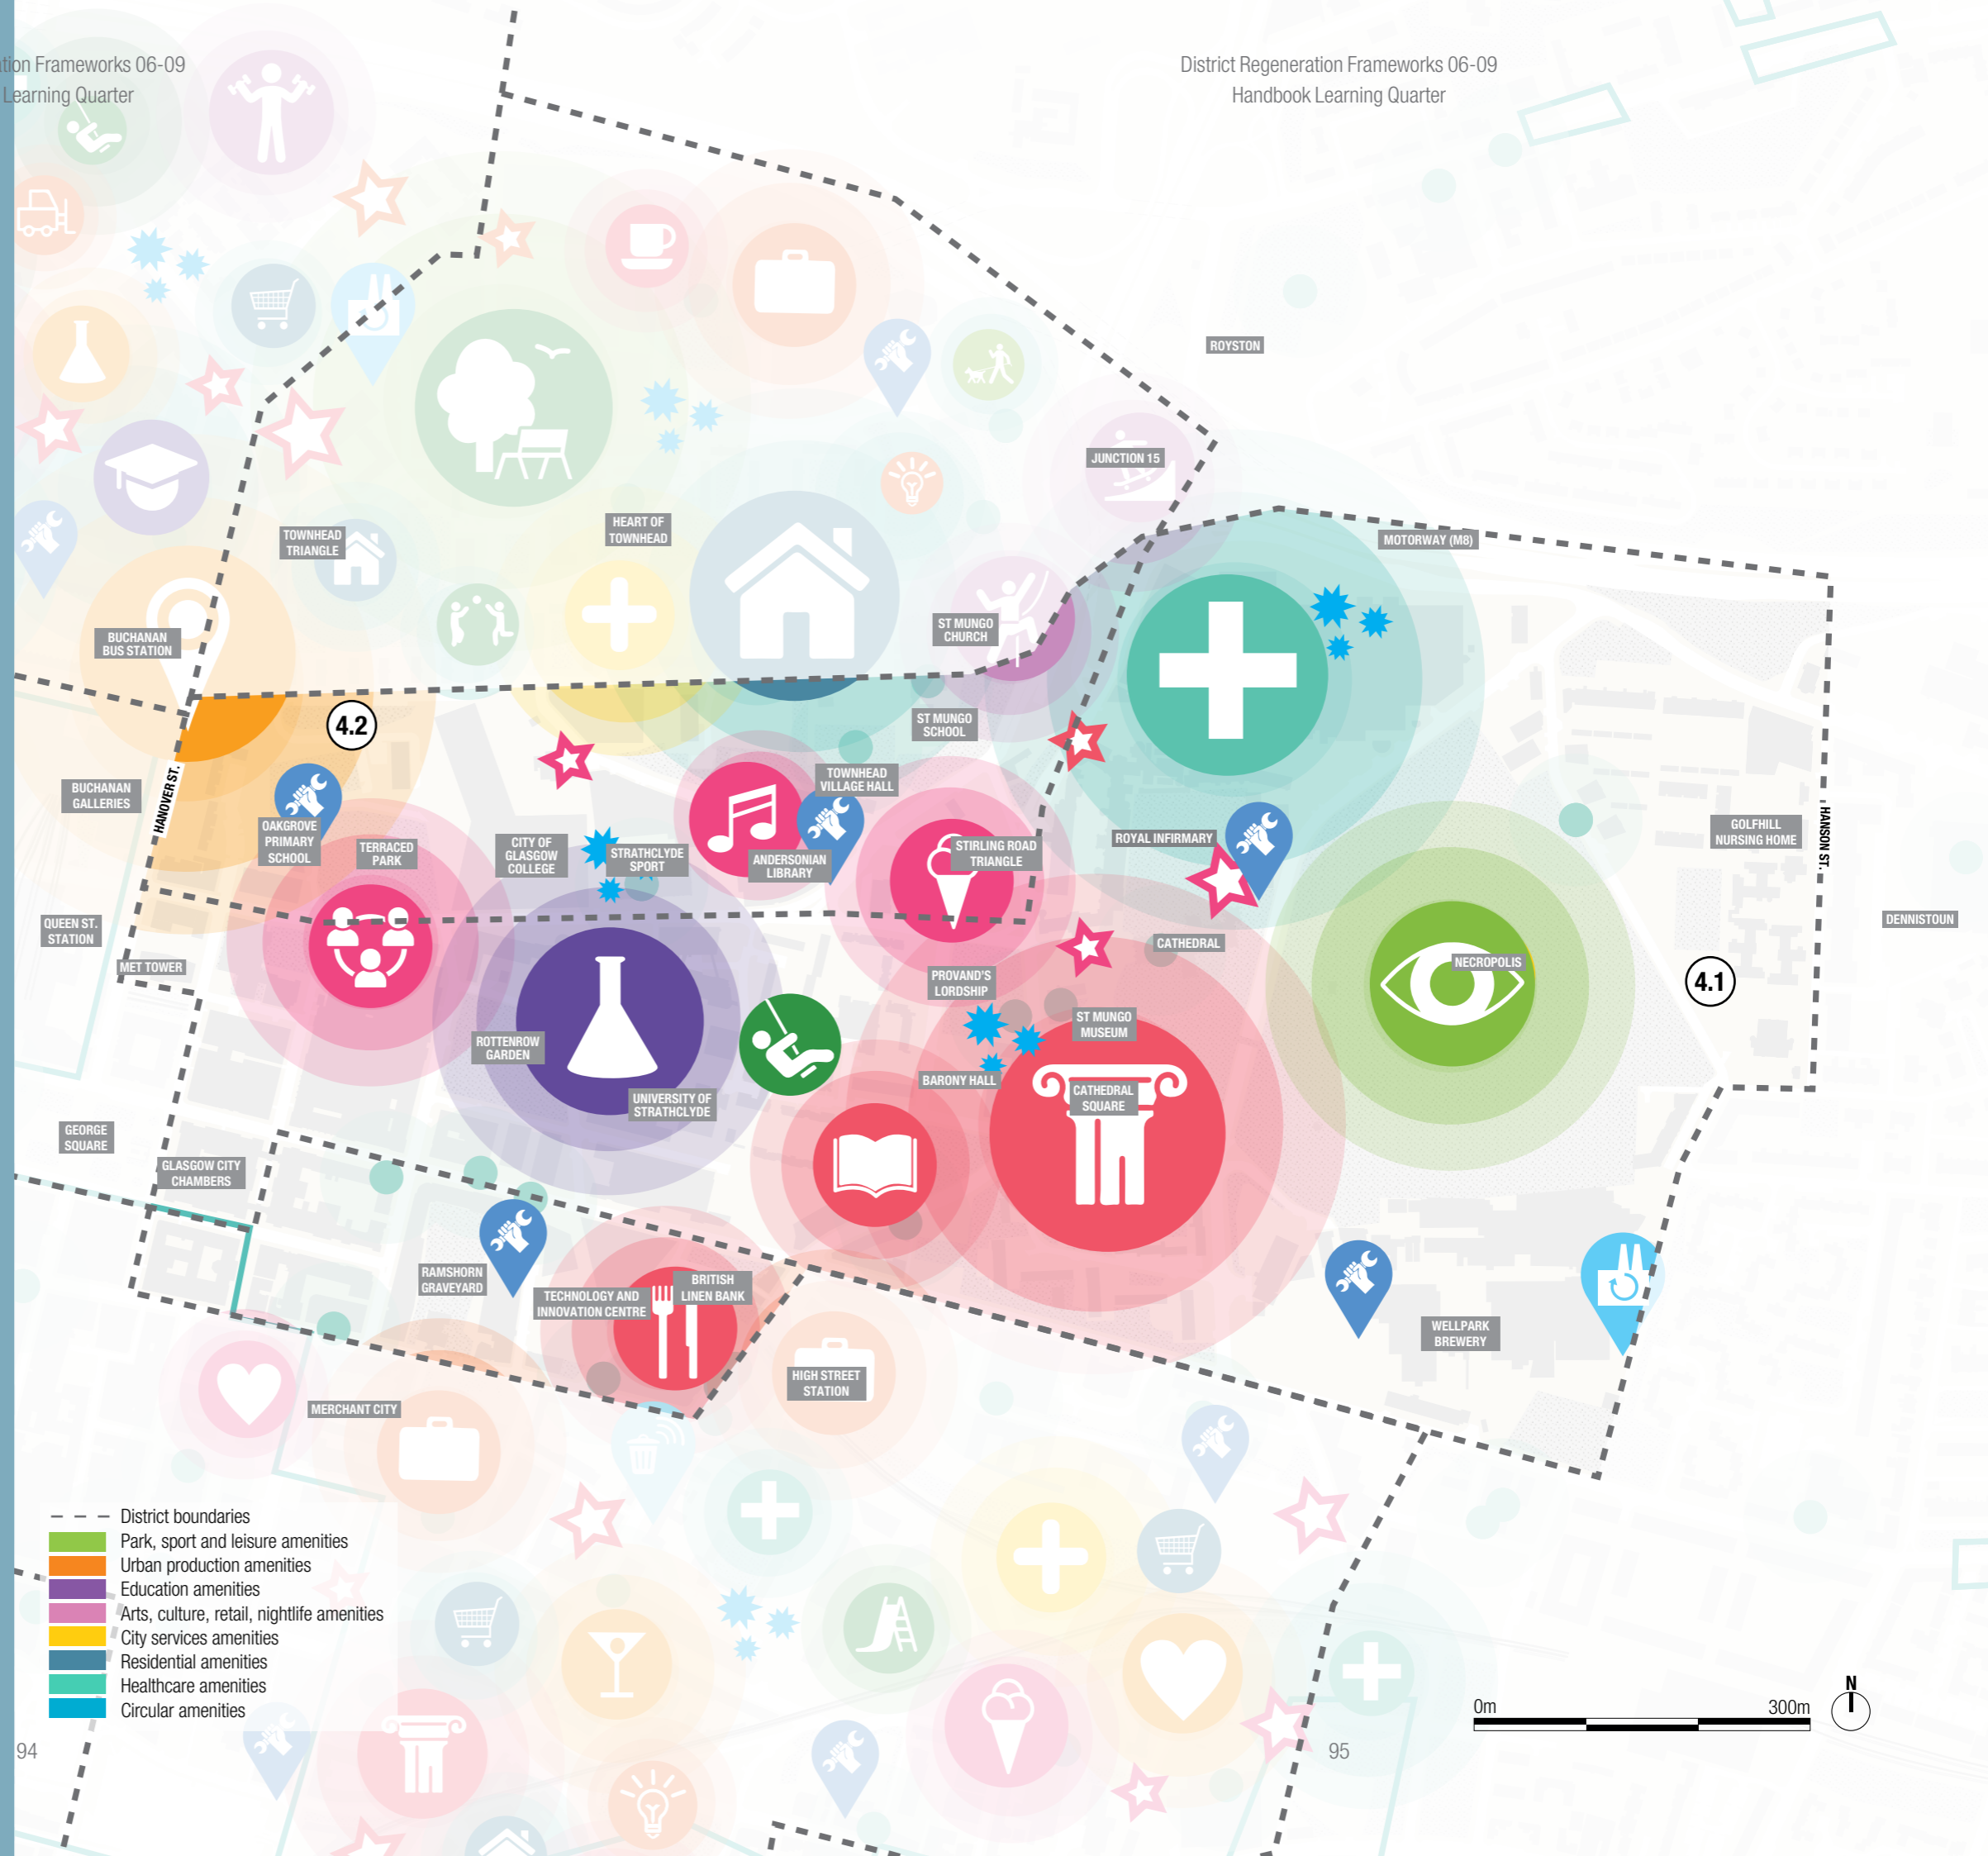 tion Frameworks 06-09
Learning Quarter
District Regeneration Frameworks 06-09
Handbook Learning Quarter
ROYSTON
JUNCTION 15
MOTORWAY (M8)
HEART OF
TOWNHEAD
TOWNHEAD
TRIANGLE
ST MUNGO
CHURCH
BUCHANAN
BUS STATION
4.2
ST MUNGO
SCHOOL
HANOVER ST.
BUCHANAN
GALLERIES
OAKGROVE
PRIMARY
SCHOOL
TERRACED
PARK
CITY OF
GLASGOW
COLLEGE
STRATHCLYDE
SPORT
TOWNHEAD
VILLAGE HALL
ANDERSONIAN
LIBRARY
STIRLING ROAD
TRIANGLE
ROYAL INFIRMARY
GOLFHILL
NURSING HOME
HANSON ST.
DENNISTOUN
QUEEN ST.
STATION
MET TOWER
CATHEDRAL
NECROPOLIS
4.1
PROVAND'S
LORDSHIP
ST MUNGO
MUSEUM
ROTTENROW
GARDEN
UNIVERSITY OF
STRATHCLYDE
BARONY HALL
CATHEDRAL
SQUARE
GEORGE
SQUARE
GLASGOW CITY
CHAMBERS
RAMSHORN
GRAVEYARD
TECHNOLOGY AND
INNOVATION CENTRE
BRITISH
LINEN BANK
WELLPARK
BREWERY
HIGH STREET
STATION
MERCHANT CITY
District boundaries
Park, sport and leisure amenities
Urban production amenities
Education amenities
Arts, culture, retail, nightlife amenities
City services amenities
Residential amenities
Healthcare amenities
Circular amenities
0m
300m
N
94
95